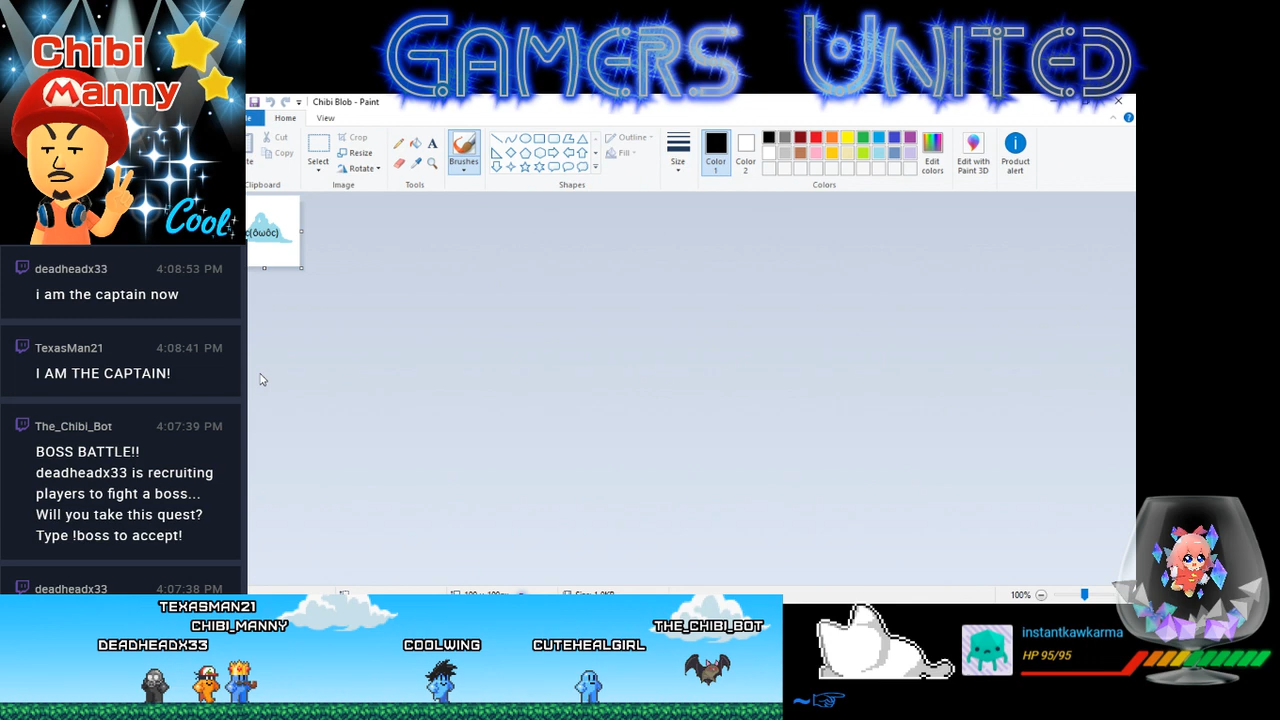 Chibi
Manny
Cool
GAMERS UNITED
Chibi Blob - Paint
Home
View
Cut
Copy
Clipboard
Select
Crop
Resize
Rotate
Image
Tools
Brushes
Shapes
Outline
Fill
Size
Color
1
Color
2
Edit
colors
Colors
Edit with
Paint 3D
Product
alert
deadheadx33 4:08:53 PM
i am the captain now
TexasMan21 4:08:41 PM
I AM THE CAPTAIN!
The_Chibi_Bot 4:07:39 PM
BOSS BATTLE!!
deadheadx33 is recruiting
players to fight a boss...
Will you take this quest?
Type !boss to accept!
deadheadx33 4:07:38 PM
100%
TEXASMAN21
CHIBI_MANNY
DEADHEADX33
COOLWING
CUTEHEALGIRL
THE_CHIBI_BOT
instantkawkarma
HP 95/95